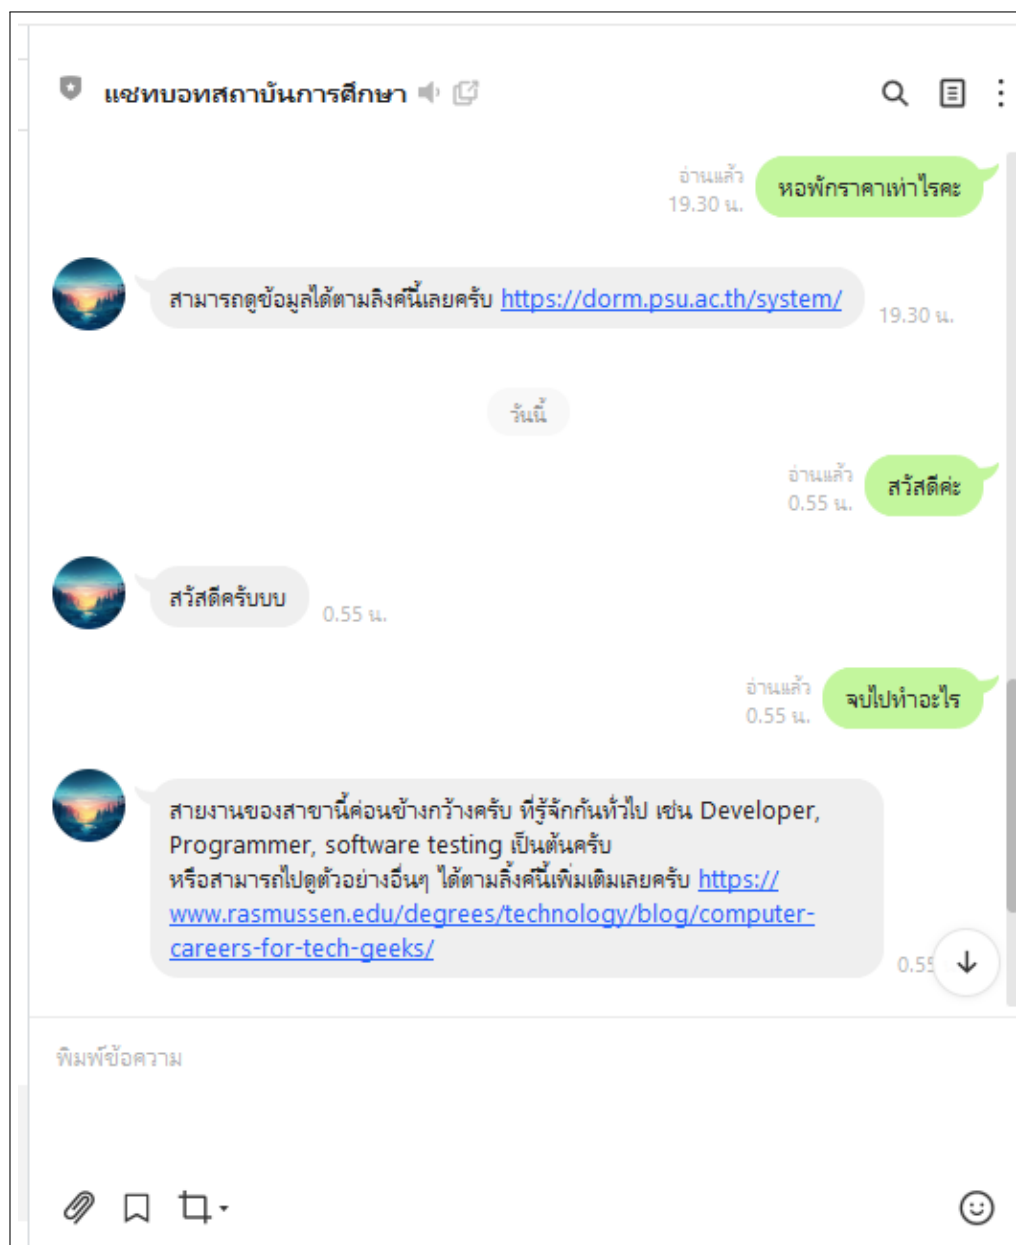 แชทบอทสถาบันการศึกษา
อ่านแล้ว
19.30 น.
หอพักราคาเท่าไรคะ
สามารถดูข้อมูลได้ตามลิงค์นี้เลยครับ https://dorm.psu.ac.th/system/
19.30 น.
วันนี้
อ่านแล้ว
0.55 น.
สวัสดีค่ะ
สวัสดีครับบบ
0.55 น.
อ่านแล้ว
0.55 น.
จบไปทำอะไร
สายงานของสาขานี้ค่อนข้างกว้างครับ ที่รู้จักกันทั่วไป เช่น Developer,
Programmer, software testing เป็นต้นครับ
หรือสามารถไปดูตัวอย่างอื่นๆ ได้ตามลิ้งค์นี้เพิ่มเติมเลยครับ https://
www.rasmussen.edu/degrees/technology/blog/computer-
careers-for-tech-geeks/
0.55
พิมพ์ข้อความ